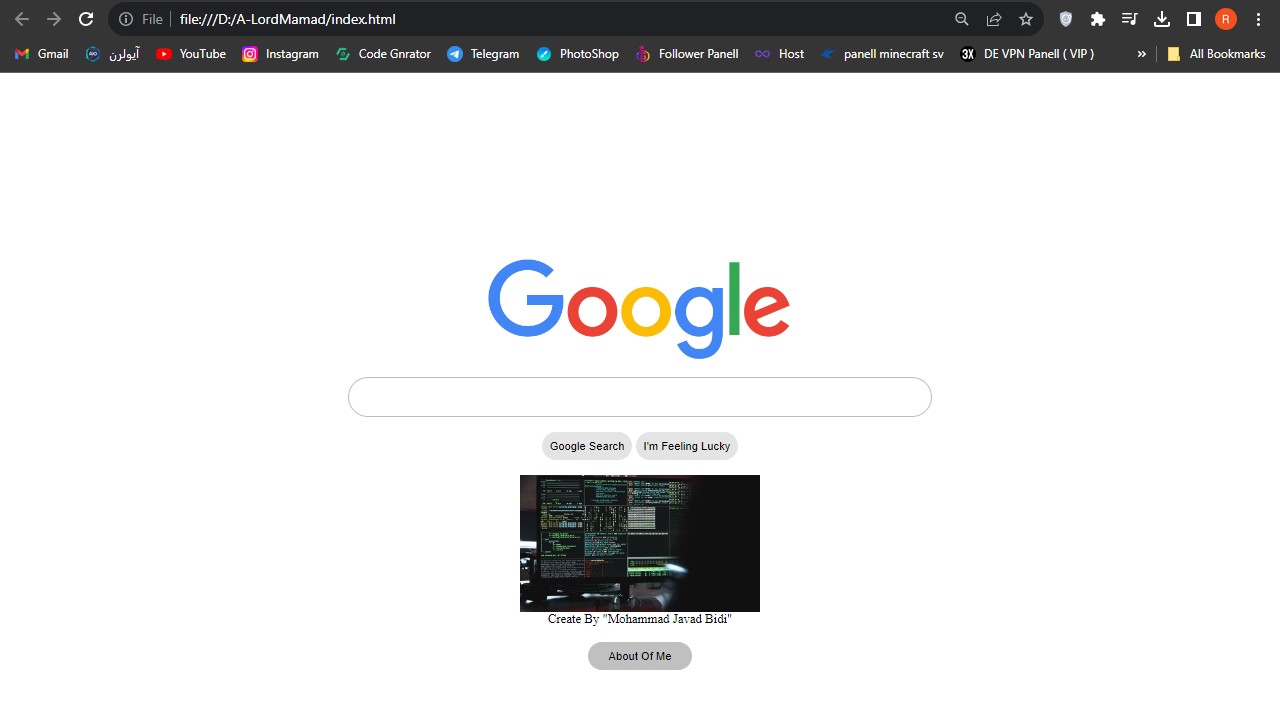 File file:///D:/A-LordMamad/index.html R
Gmail آیولرن YouTube Instagram Code Gnrator Telegram PhotoShop Follower Panell Host panell minecraft sv 3X DE VPN Panell ( VIP ) » All Bookmarks
Google
Google Search I'm Feeling Lucky
Create By "Mohammad Javad Bidi"
About Of Me